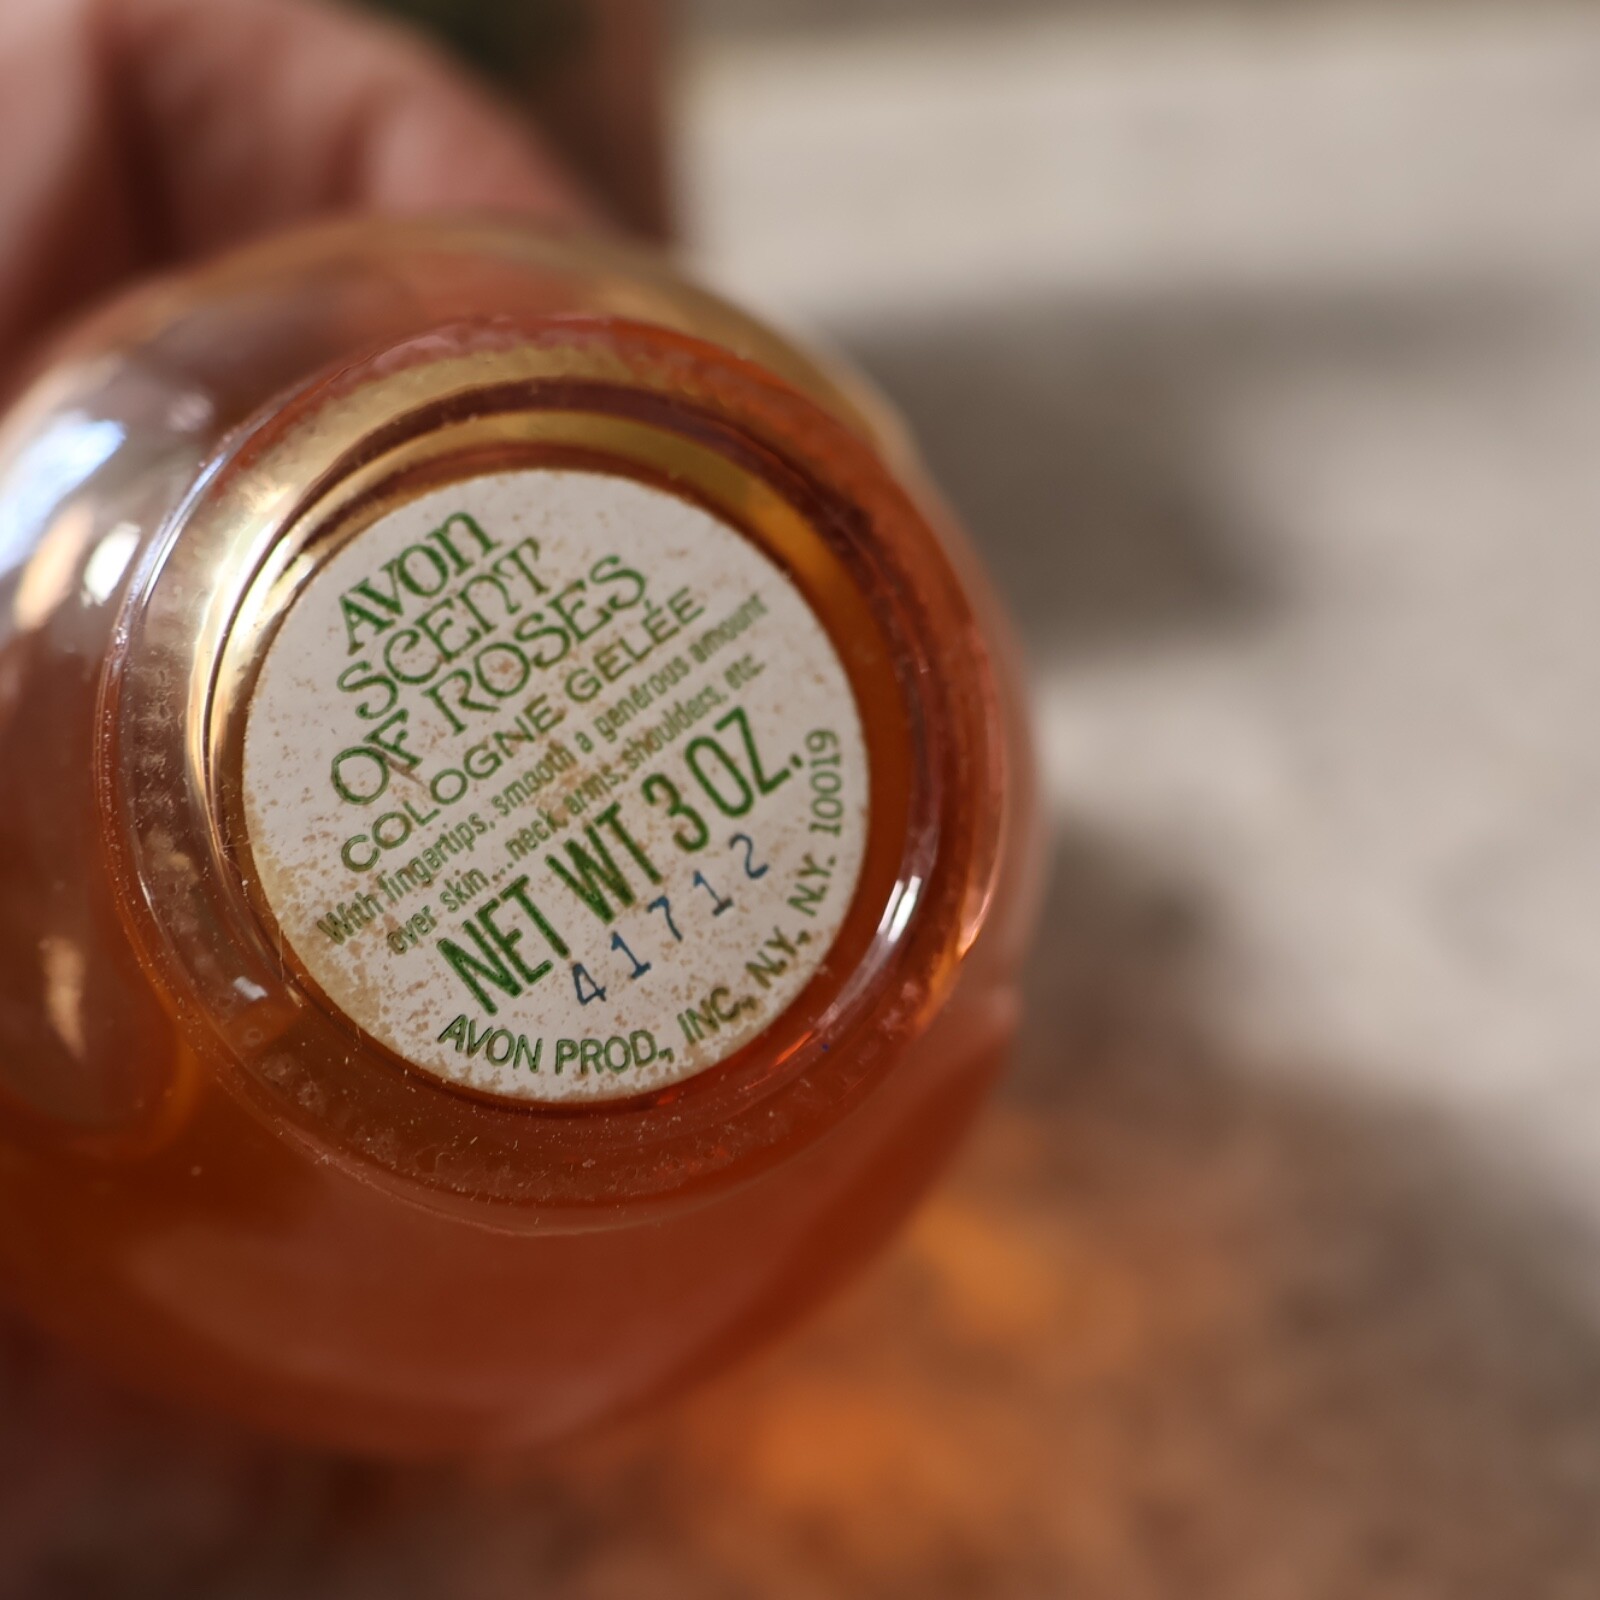 AVON
SCENT
OF ROSES
COLOGNE GELÉE
With fingertips, smooth a generous amount
over skin...neck, arms, shoulders, etc.
NET WT 3 OZ.
41712
AVON PROD., INC., N.Y., N.Y. 10019